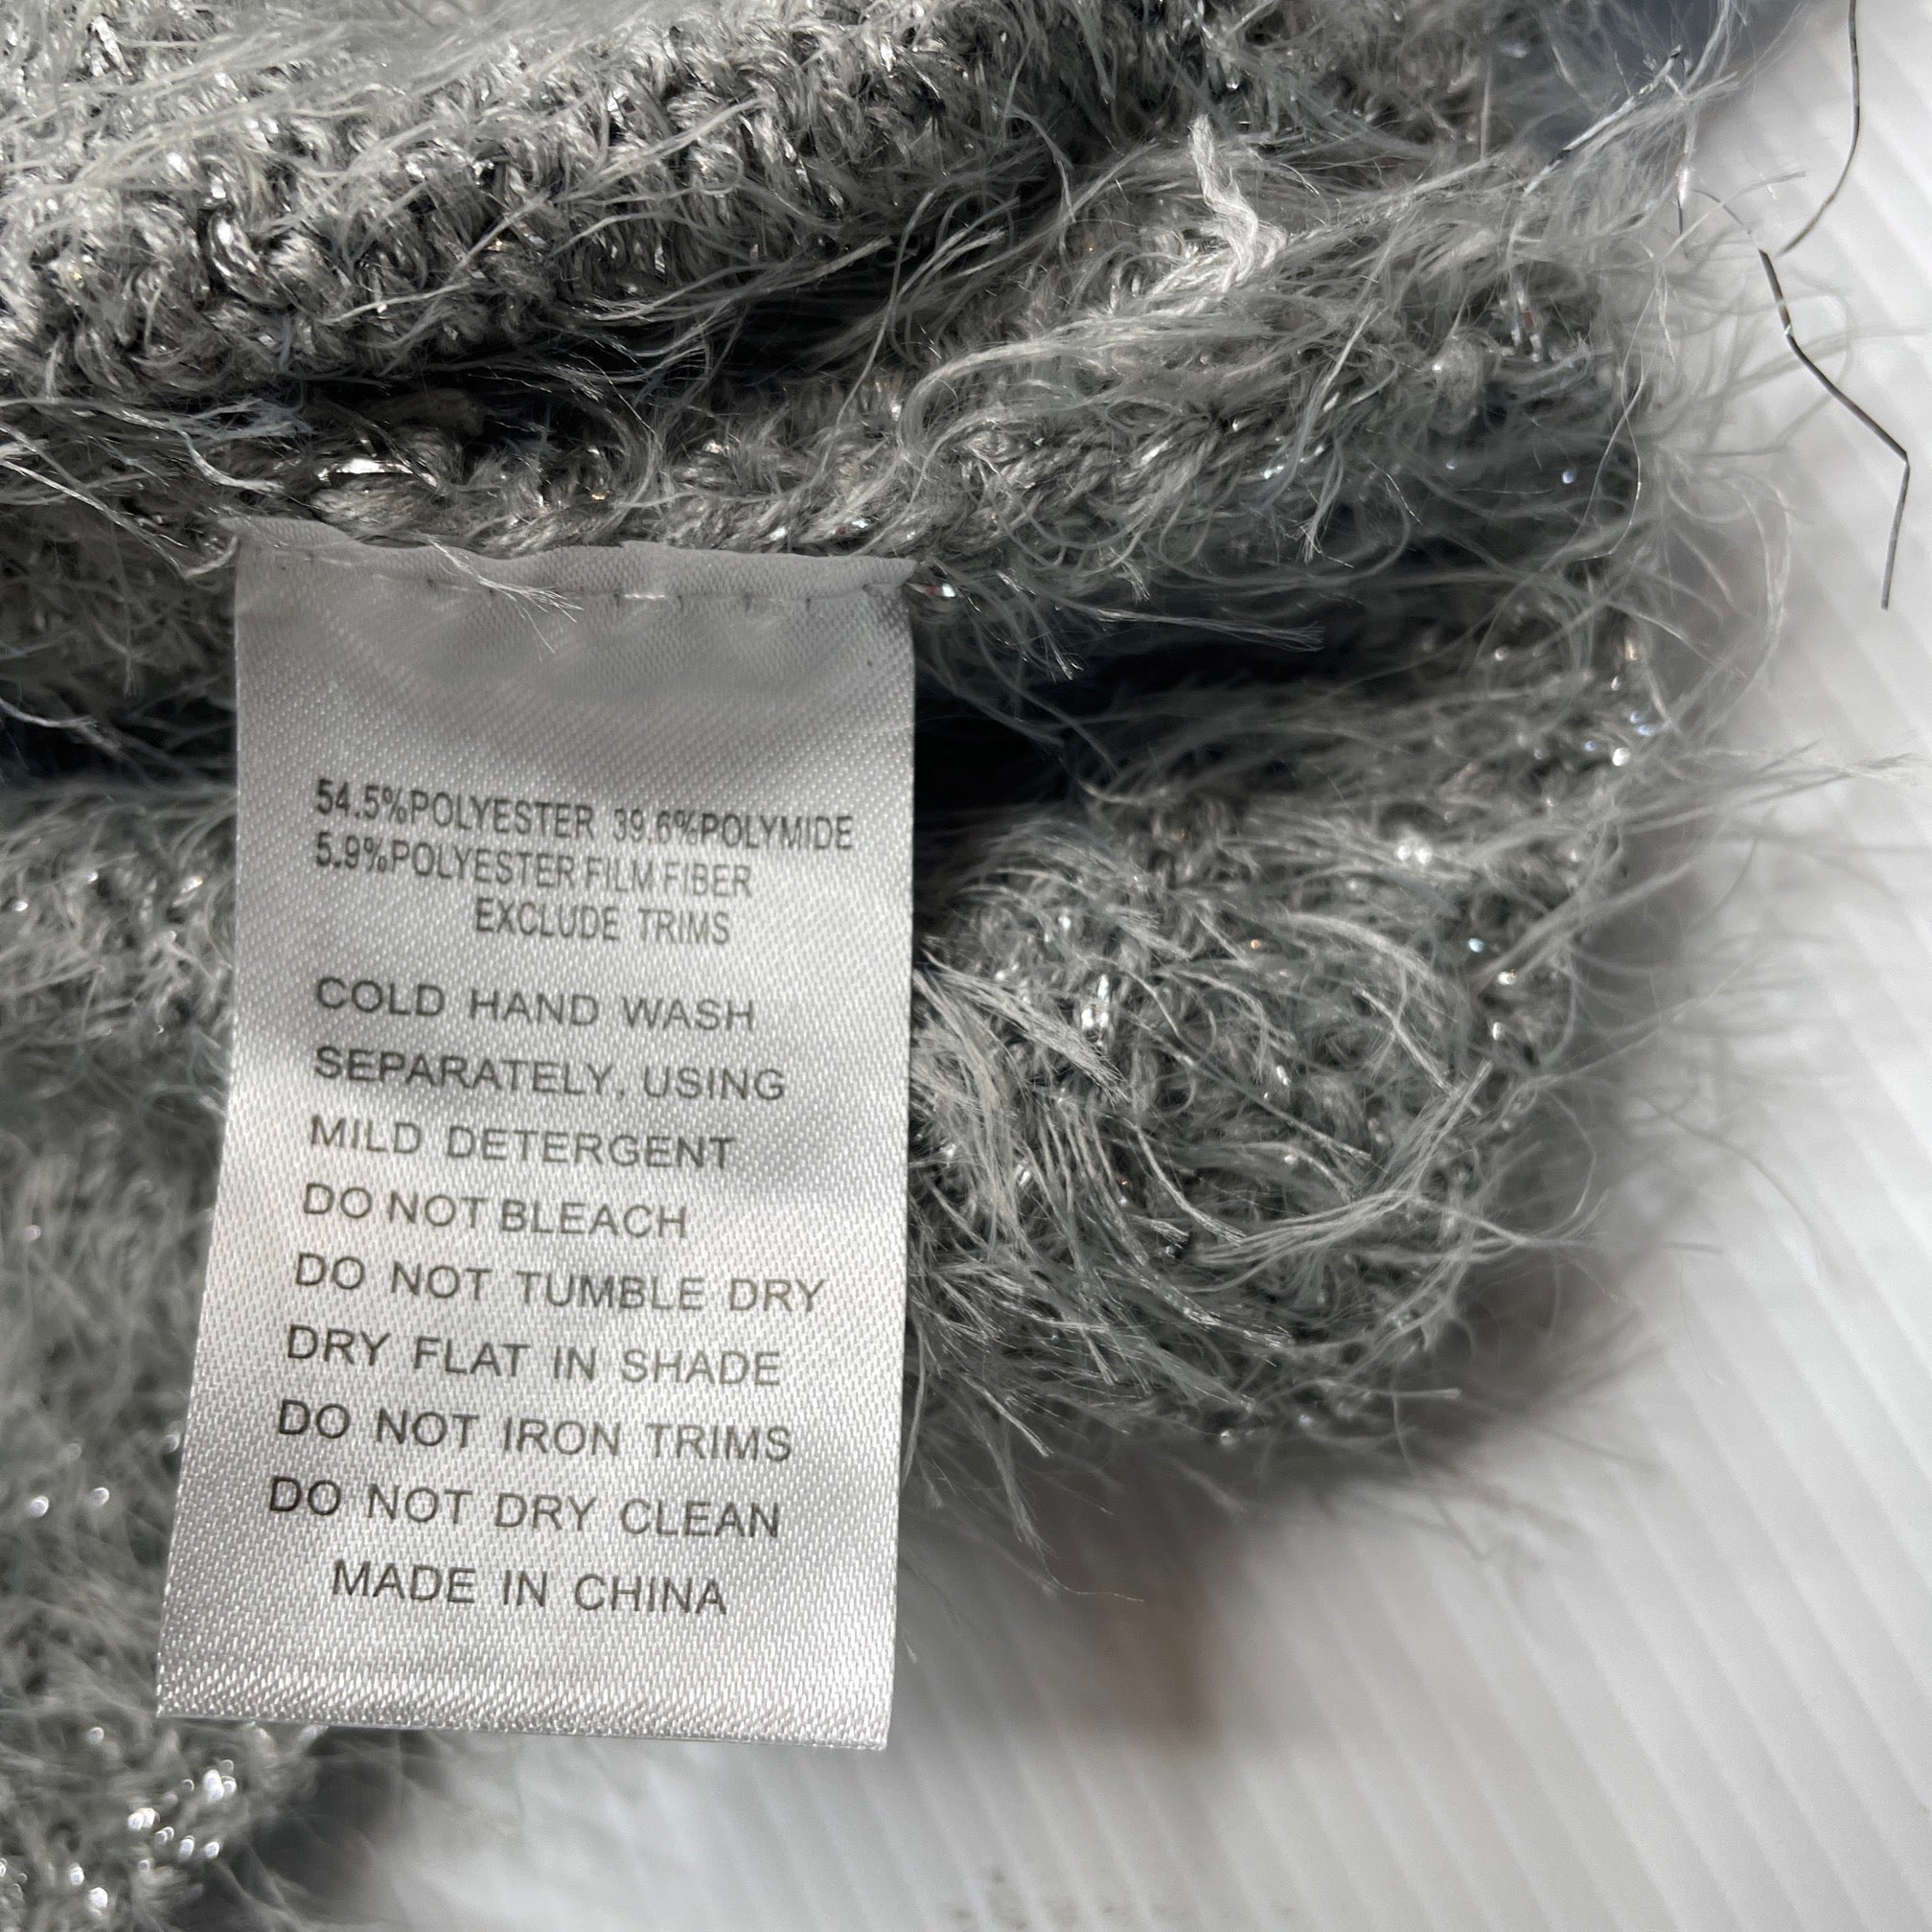 54.5%POLYESTER 39.6%POLYMIDE
5.9%POLYESTER FILM FIBER
EXCLUDE TRIMS
COLD HAND WASH
SEPARATELY, USING
MILD DETERGENT
DO NOT BLEACH
DO NOT TUMBLE DRY
DRY FLAT IN SHADE
DO NOT IRON TRIMS
DO NOT DRY CLEAN
MADE IN CHINA